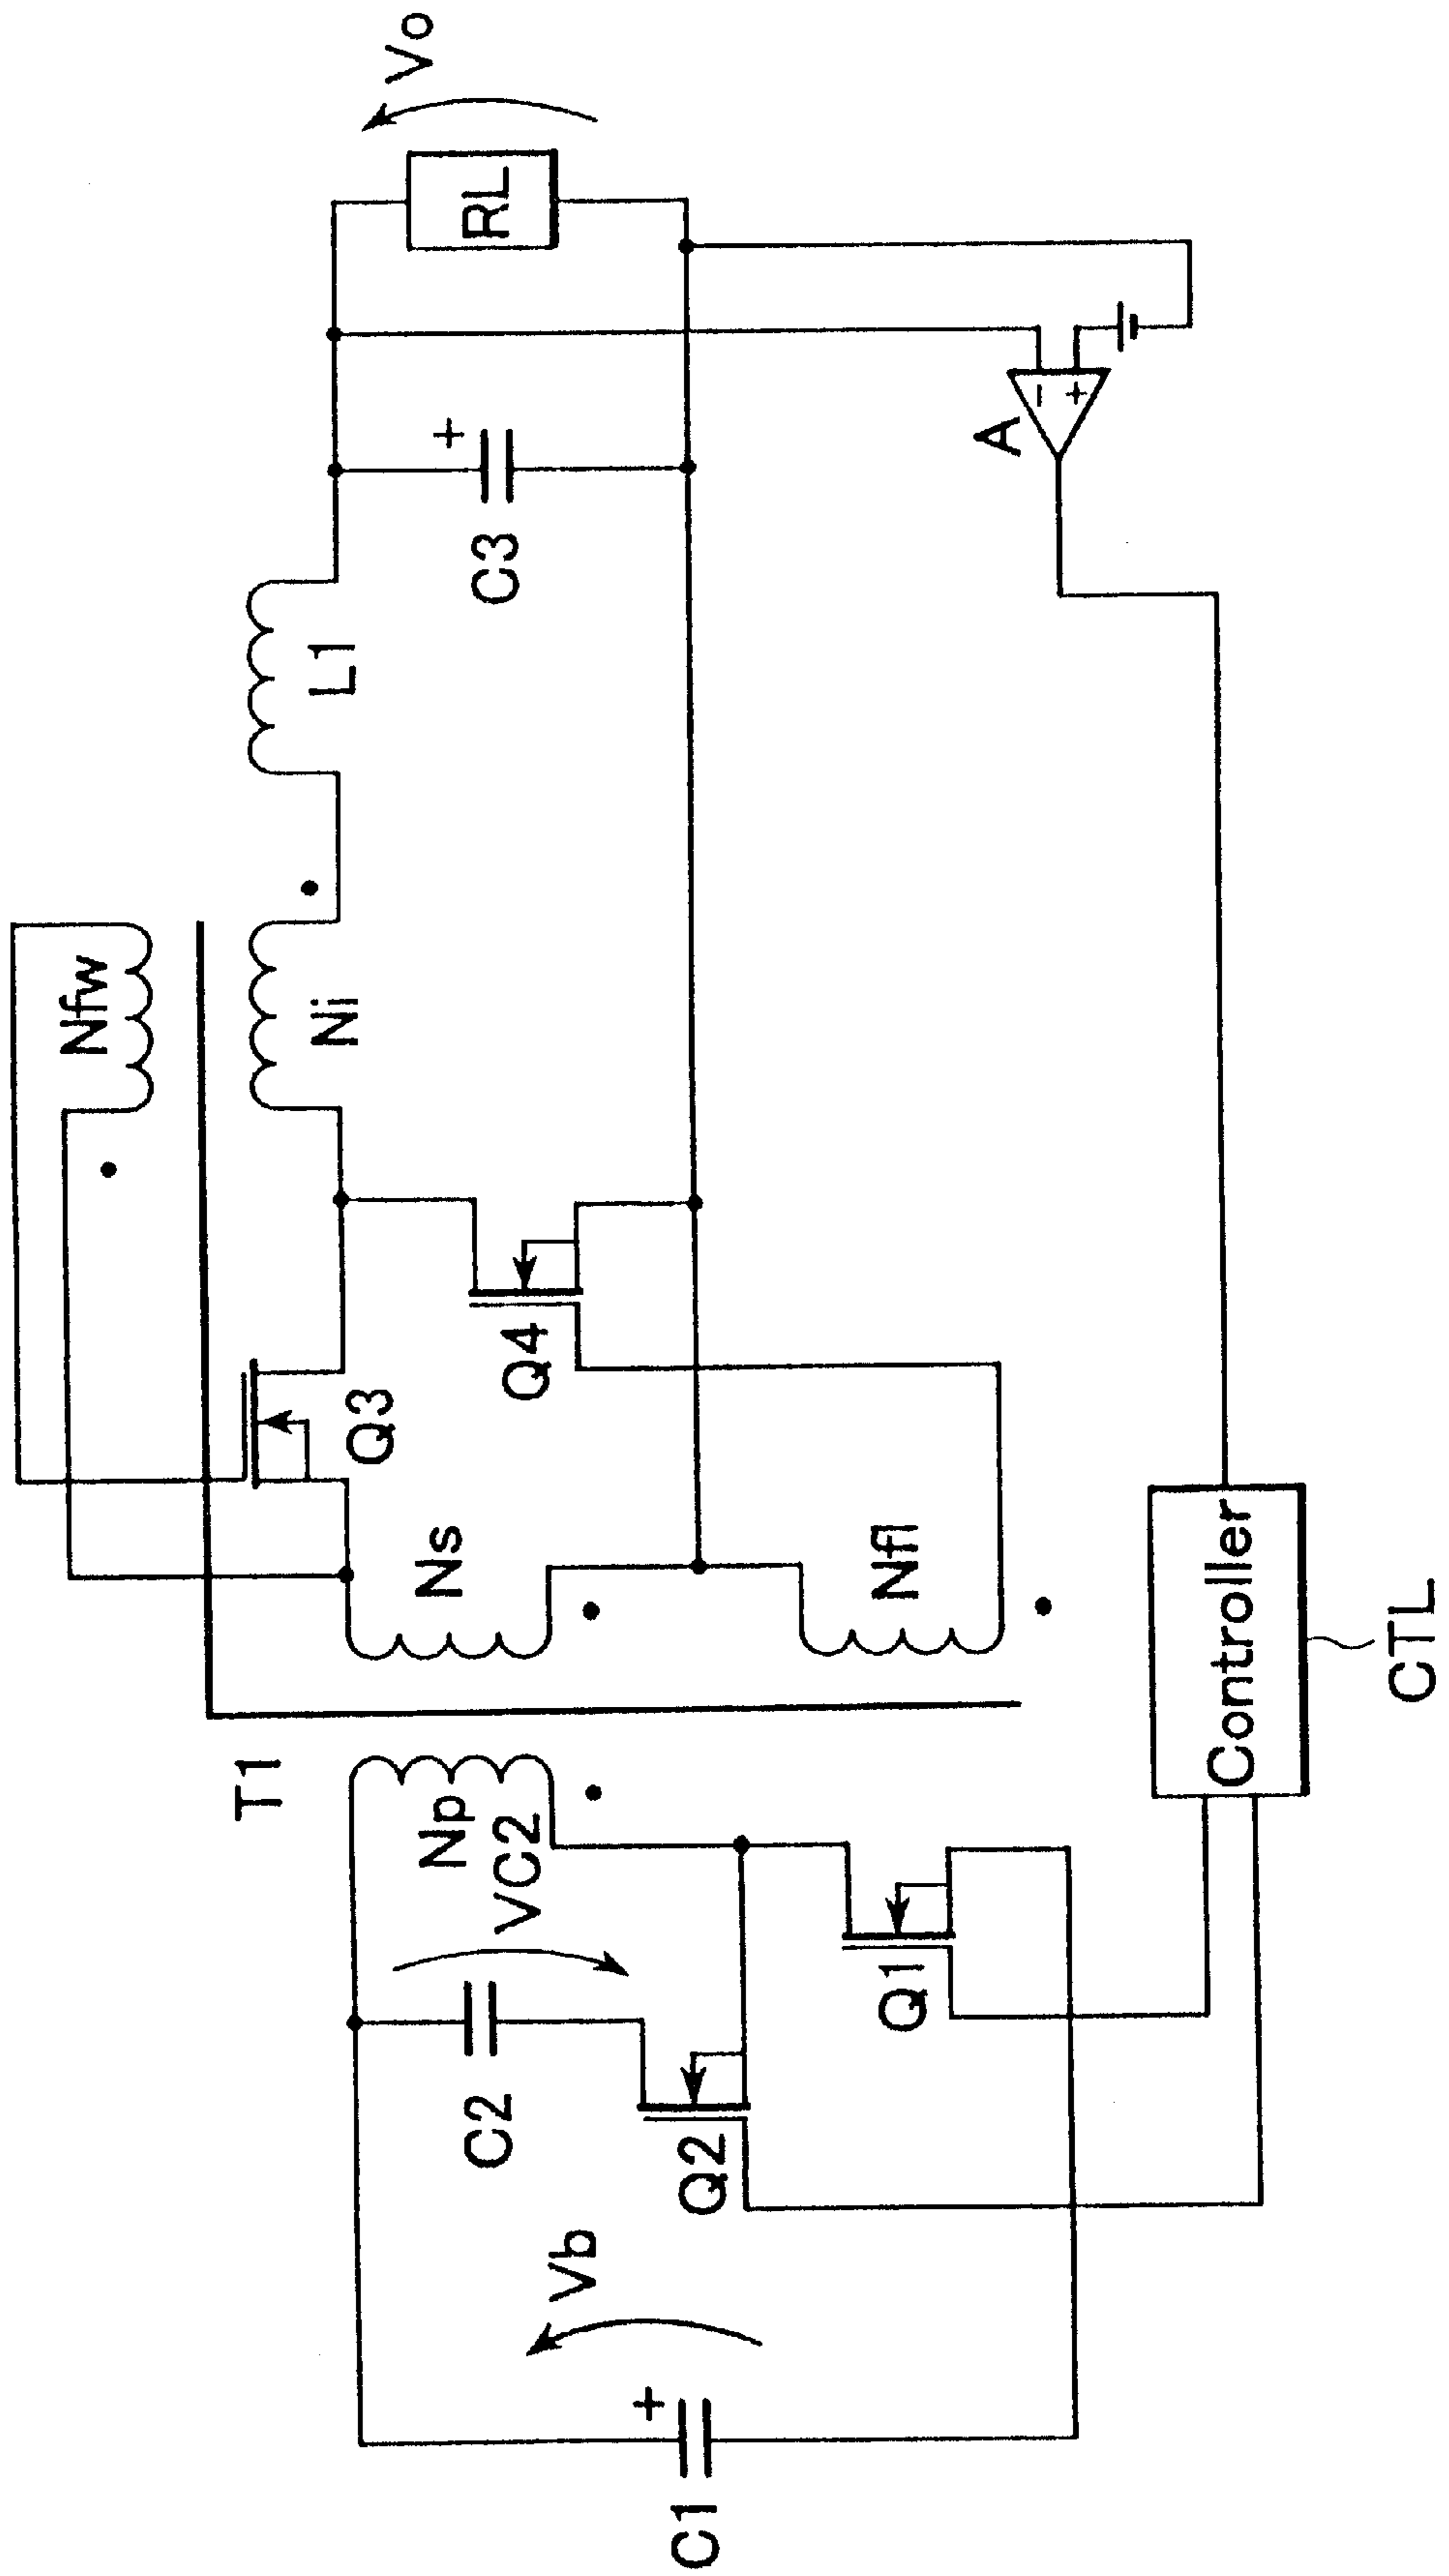 Nfw
T1
Ni
L1
Vo
Vb
C1
C2
VC2
Np
Ns
Q3
Q4
C3
+
+
RL
Q2
Q1
Nfl
A
−
+
Controller
CTL